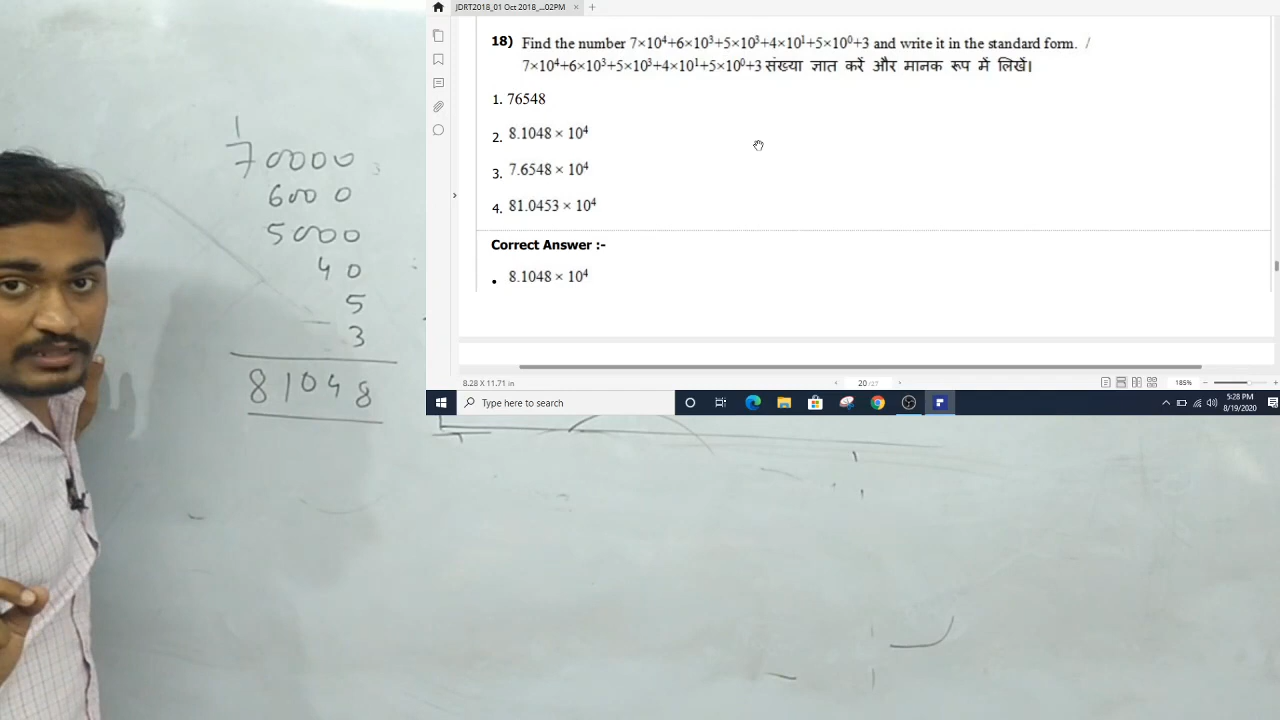 JDRT2018_01 Oct 2018_...02PM × +
18) Find the number 7×10⁴+6×10³+5×10³+4×10¹+5×10⁰+3 and write it in the standard form. /
7×10⁴+6×10³+5×10³+4×10¹+5×10⁰+3 संख्या ज्ञात करें और मानक रूप में लिखें।
1. 76548
2. 8.1048 × 10⁴
3. 7.6548 × 10⁴
4. 81.0453 × 10⁴
Correct Answer :-
• 8.1048 × 10⁴
8.28 X 11.71 in
20 /27
185%
Type here to search
5:28 PM
8/19/2020
1
70000
6000
5000
40
5
3
81048